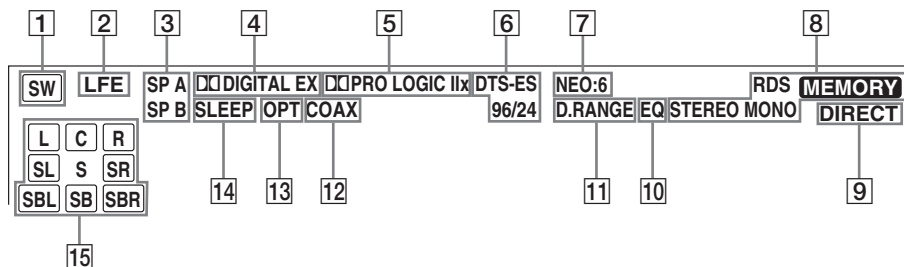 1 2 3 4 5 6 7 8
SW LFE SP A DIGITAL EX PRO LOGIC IIx DTS-ES NEO:6 RDS MEMORY
SP B SLEEP OPT COAX 96/24 D.RANGE EQ STEREO MONO DIRECT
L C R
SL S SR
SBL SB SBR
14 13 12 11 10 9
15